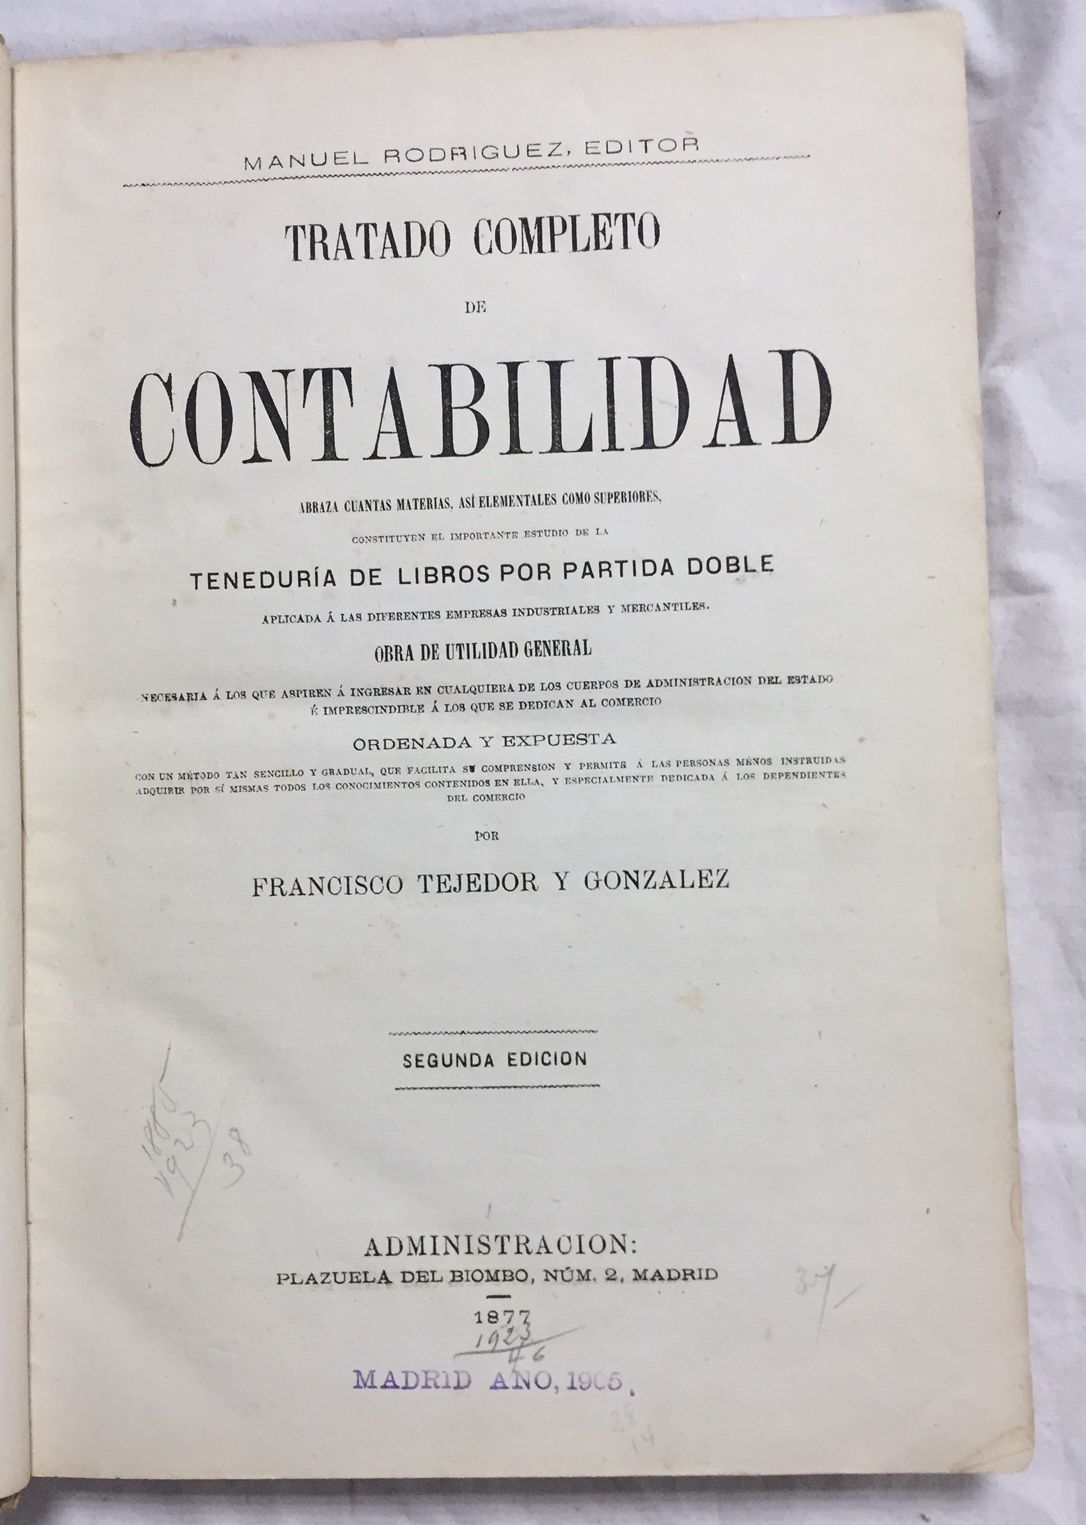 MANUEL RODRIGUEZ, EDITOR
TRATADO COMPLETO
DE
CONTABILIDAD
ABRAZA CUANTAS MATERIAS, ASÍ ELEMENTALES COMO SUPERIORES,
CONSTITUYEN EL IMPORTANTE ESTUDIO DE LA
TENEDURÍA DE LIBROS POR PARTIDA DOBLE
APLICADA Á LAS DIFERENTES EMPRESAS INDUSTRIALES Y MERCANTILES.
OBRA DE UTILIDAD GENERAL
NECESARIA Á LOS QUE ASPIREN Á INGRESAR EN CUALQUIERA DE LOS CUERPOS DE ADMINISTRACION DEL ESTADO
É IMPRESCINDIBLE Á LOS QUE SE DEDICAN AL COMERCIO
ORDENADA Y EXPUESTA
CON UN MÉTODO TAN SENCILLO Y GRADUAL, QUE FACILITA SU COMPRENSION Y PERMITE Á LAS PERSONAS MÉNOS INSTRUIDAS
ADQUIRIR POR SÍ MISMAS TODOS LOS CONOCIMIENTOS CONTENIDOS EN ELLA, Y ESPECIALMENTE DEDICADA Á LOS DEPENDIENTES
DEL COMERCIO
POR
FRANCISCO TEJEDOR Y GONZALEZ
SEGUNDA EDICION
1885
1923
38
ADMINISTRACION:
PLAZUELA DEL BIOMBO, NÚM. 2, MADRID
1877
1923
46
MADRID AÑO, 1905.